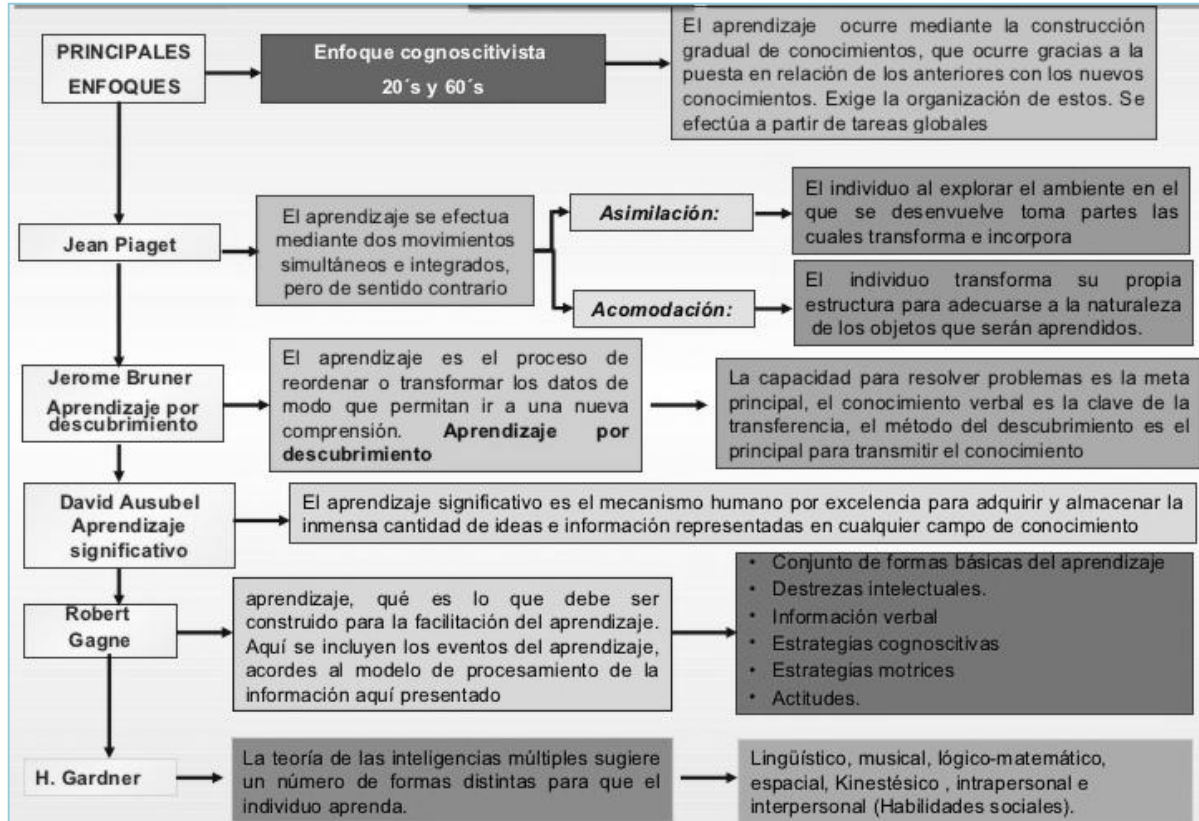 PRINCIPALES
ENFOQUES
Enfoque cognoscitivista
20´s y 60´s
El aprendizaje ocurre mediante la construcción
gradual de conocimientos, que ocurre gracias a la
puesta en relación de los anteriores con los nuevos
conocimientos. Exige la organización de estos. Se
efectúa a partir de tareas globales
Jean Piaget
El aprendizaje se efectua
mediante dos movimientos
simultáneos e integrados,
pero de sentido contrario
Asimilación:
El individuo al explorar el ambiente en el
que se desenvuelve toma partes las
cuales transforma e incorpora
Acomodación:
El individuo transforma su propia
estructura para adecuarse a la naturaleza
de los objetos que serán aprendidos.
Jerome Bruner
Aprendizaje por
descubrimiento
El aprendizaje es el proceso de
reordenar o transformar los datos de
modo que permitan ir a una nueva
comprensión. Aprendizaje por
descubrimiento
La capacidad para resolver problemas es la meta
principal, el conocimiento verbal es la clave de la
transferencia, el método del descubrimiento es el
principal para transmitir el conocimiento
David Ausubel
Aprendizaje
significativo
El aprendizaje significativo es el mecanismo humano por excelencia para adquirir y almacenar la
inmensa cantidad de ideas e información representadas en cualquier campo de conocimiento
Robert
Gagne
aprendizaje, qué es lo que debe ser
construido para la facilitación del aprendizaje.
Aquí se incluyen los eventos del aprendizaje,
acordes al modelo de procesamiento de la
información aquí presentado
• Conjunto de formas básicas del aprendizaje
• Destrezas intelectuales.
• Información verbal
• Estrategias cognoscitivas
• Estrategias motrices
• Actitudes.
H. Gardner
La teoría de las inteligencias múltiples sugiere
un número de formas distintas para que el
individuo aprenda.
Lingüístico, musical, lógico-matemático,
espacial, Kinestésico , intrapersonal e
interpersonal (Habilidades sociales).